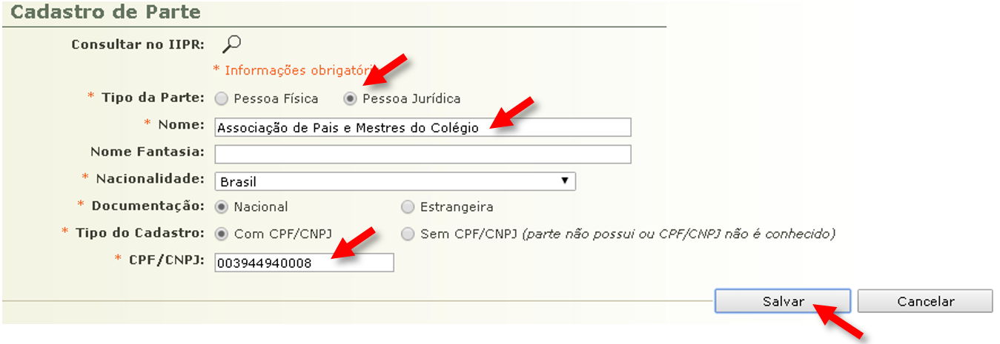 Cadastro de Parte
Consultar no IIPR:
* Informações obrigatóri
* Tipo da Parte: Pessoa Física Pessoa Jurídica
* Nome: Associação de Pais e Mestres do Colégio
Nome Fantasia:
* Nacionalidade: Brasil
* Documentação: Nacional Estrangeira
* Tipo do Cadastro: Com CPF/CNPJ Sem CPF/CNPJ (parte não possui ou CPF/CNPJ não é conhecido)
* CPF/CNPJ: 003944940008
Salvar Cancelar